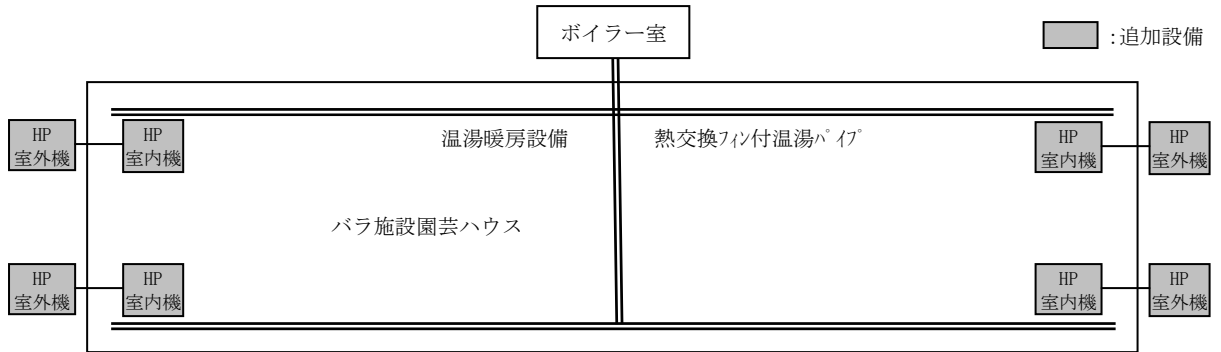 ボイラー室
:追加設備
HP
室外機
HP
室内機
温湯暖房設備
熱交換ﾌｨﾝ付温湯ﾊﾟｲﾌﾟ
HP
室内機
HP
室外機
バラ施設園芸ハウス
HP
室外機
HP
室内機
HP
室内機
HP
室外機